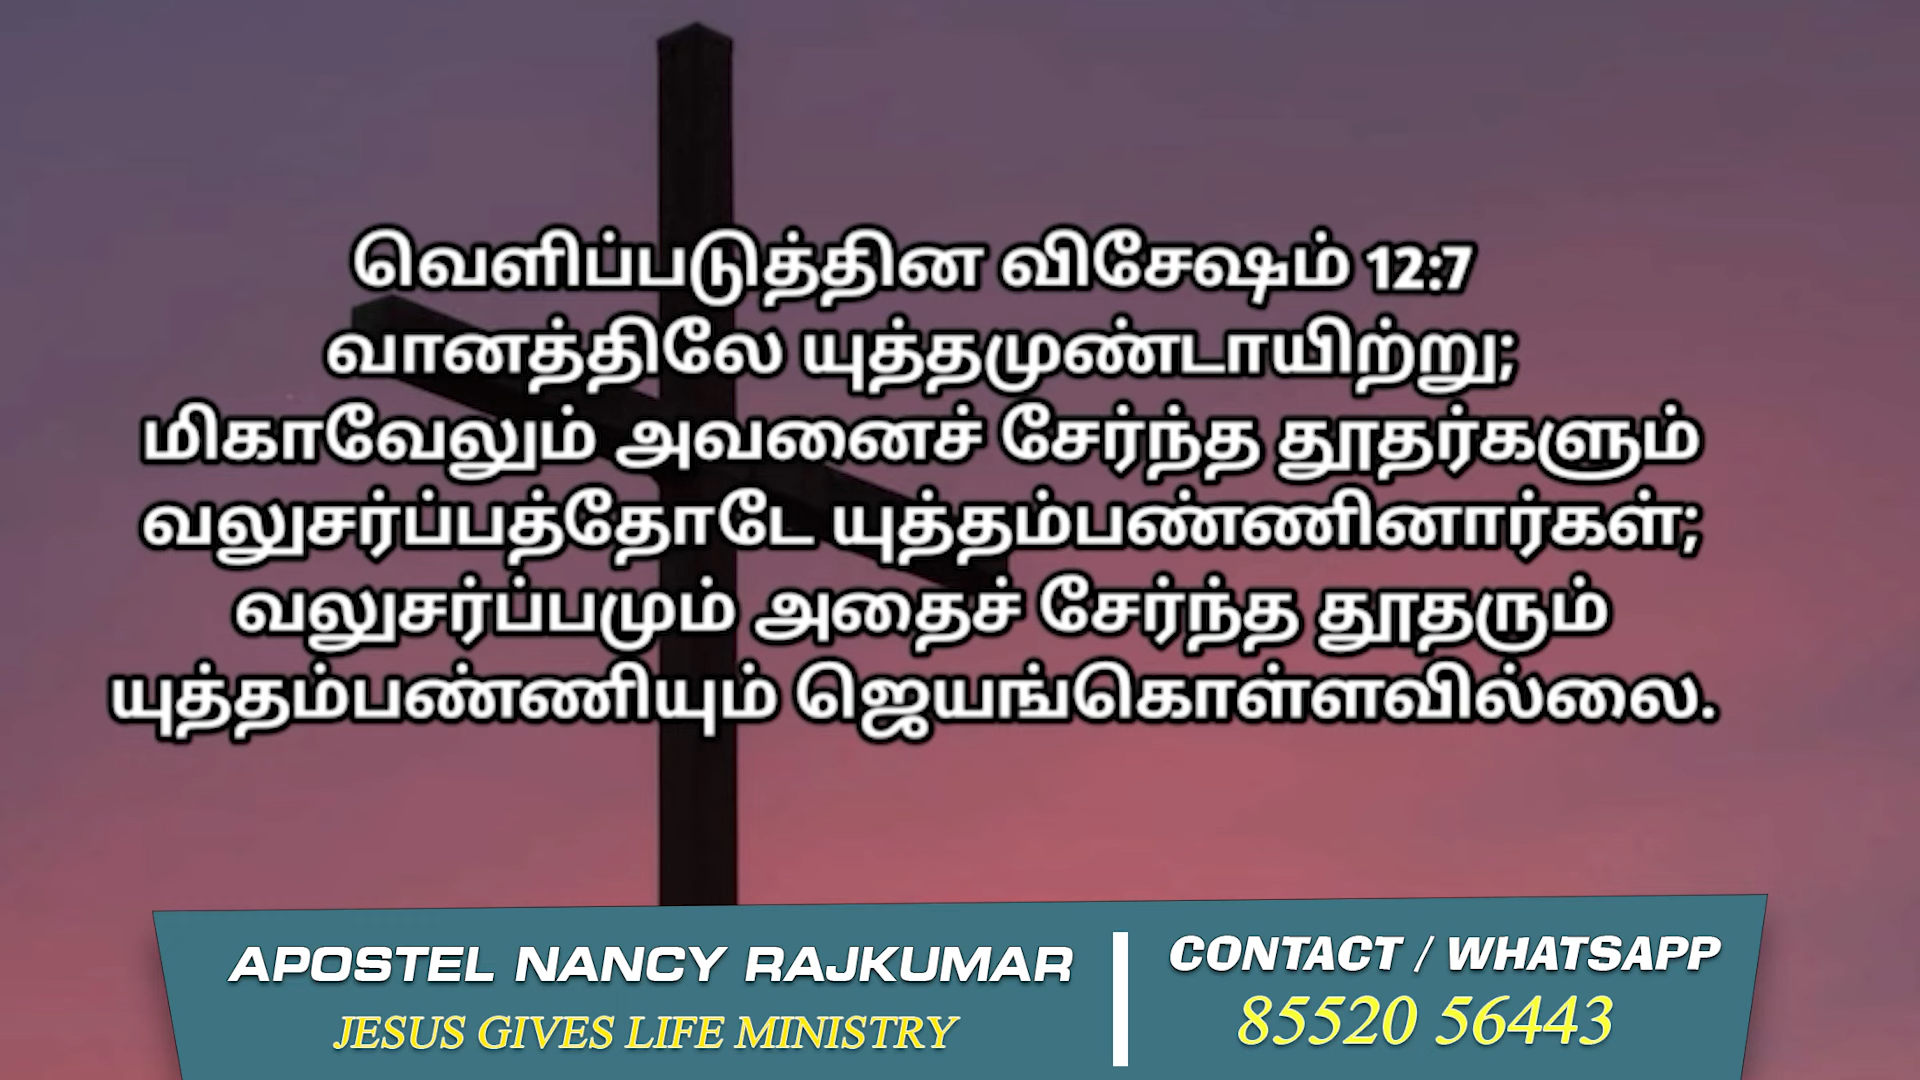 வெளிப்படுத்தின விசேஷம் 12:7
வானத்திலே யுத்தமுண்டாயிற்று;
மிகாவேலும் அவனைச் சேர்ந்த தூதர்களும்
வலுசர்ப்பத்தோடே யுத்தம்பண்ணினார்கள்;
வலுசர்ப்பமும் அதைச் சேர்ந்த தூதரும்
யுத்தம்பண்ணியும் ஜெயங்கொள்ளவில்லை.
APOSTEL NANCY RAJKUMAR
JESUS GIVES LIFE MINISTRY
CONTACT / WHATSAPP
85520 56443